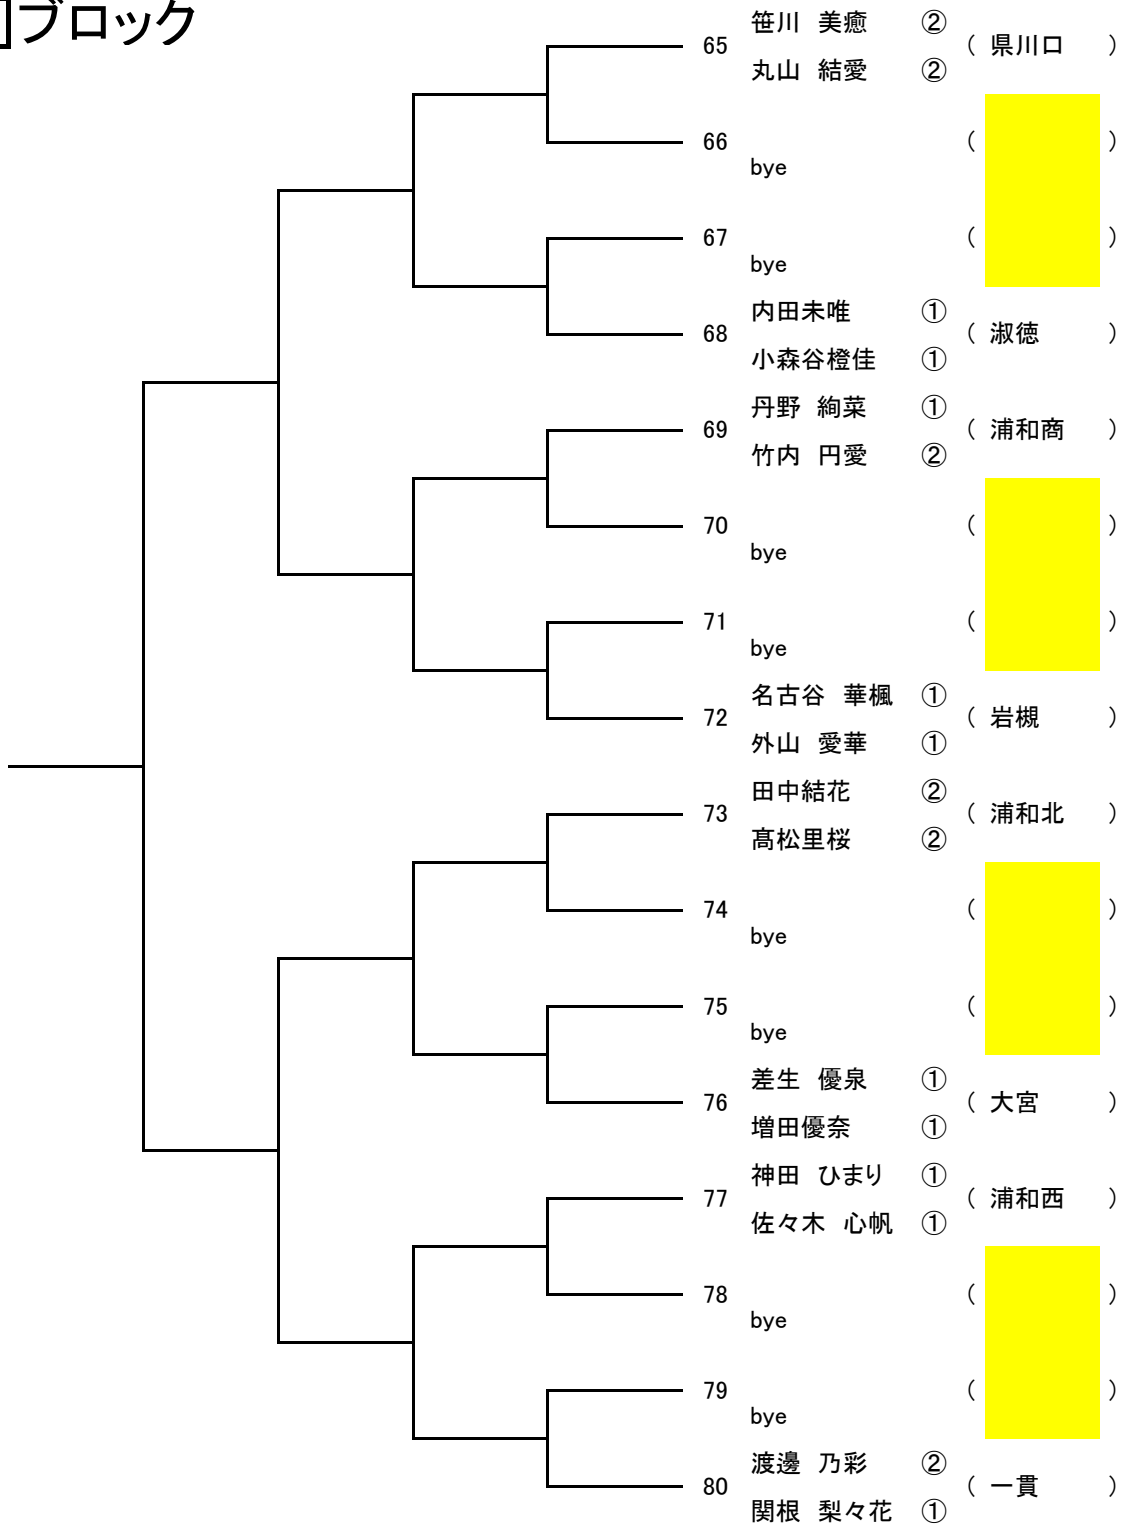 ブロック
65 笹川 美癒 ② ( 県川口 )
丸山 結愛 ②
66 bye ( )
67 bye ( )
68 内田未唯 ① ( 淑徳 )
小森谷橙佳 ①
69 丹野 絢菜 ① ( 浦和商 )
竹内 円愛 ②
70 bye ( )
71 bye ( )
72 名古谷 華楓 ① ( 岩槻 )
外山 愛華 ①
73 田中結花 ② ( 浦和北 )
髙松里桜 ②
74 bye ( )
75 bye ( )
76 差生 優泉 ① ( 大宮 )
増田優奈 ①
77 神田 ひまり ① ( 浦和西 )
佐々木 心帆 ①
78 bye ( )
79 bye ( )
80 渡邊 乃彩 ② ( 一貫 )
関根 梨々花 ①